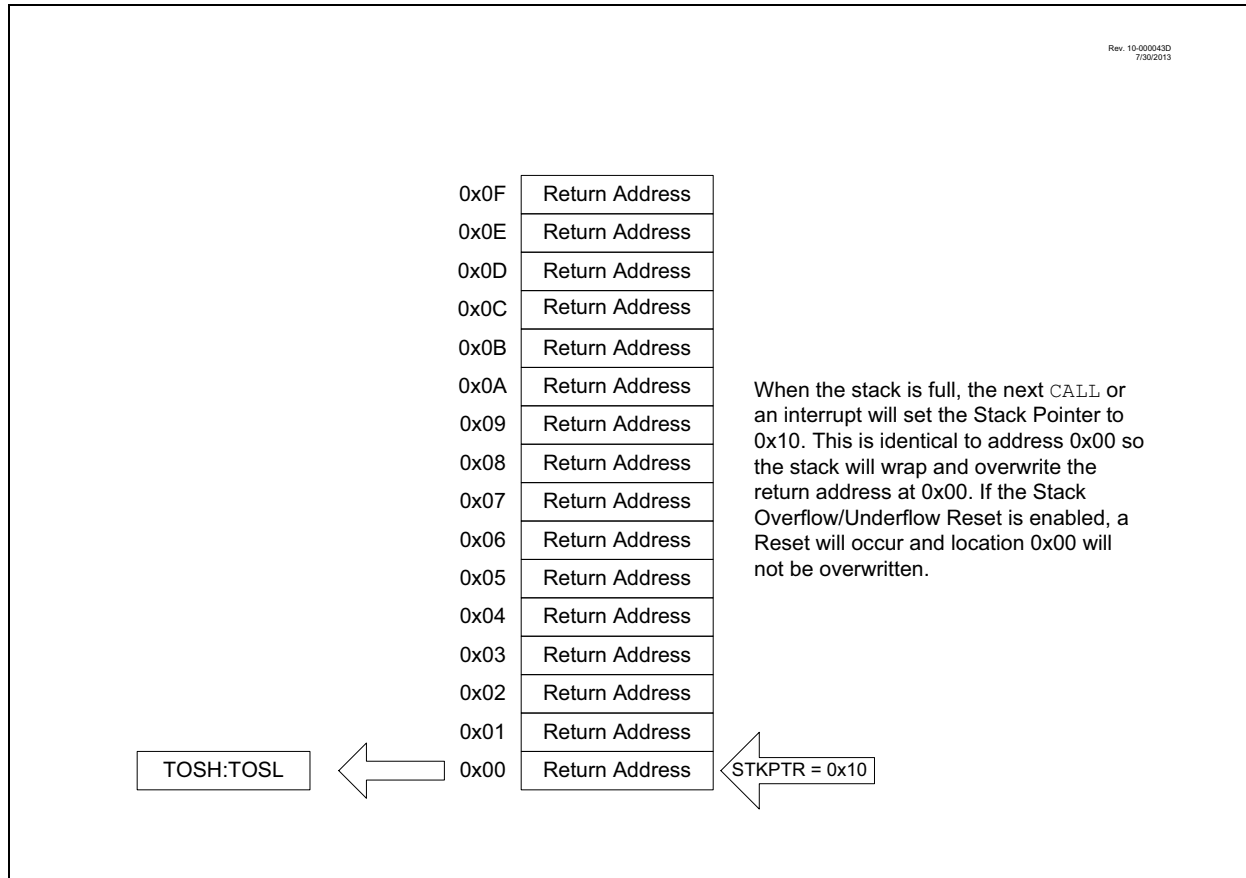 Rev. 10-000043D
7/30/2013
0x0F Return Address
0x0E Return Address
0x0D Return Address
0x0C Return Address
0x0B Return Address
0x0A Return Address
0x09 Return Address
0x08 Return Address
0x07 Return Address
0x06 Return Address
0x05 Return Address
0x04 Return Address
0x03 Return Address
0x02 Return Address
0x01 Return Address
TOSH:TOSL 0x00 Return Address STKPTR = 0x10
When the stack is full, the next CALL or
an interrupt will set the Stack Pointer to
0x10. This is identical to address 0x00 so
the stack will wrap and overwrite the
return address at 0x00. If the Stack
Overflow/Underflow Reset is enabled, a
Reset will occur and location 0x00 will
not be overwritten.